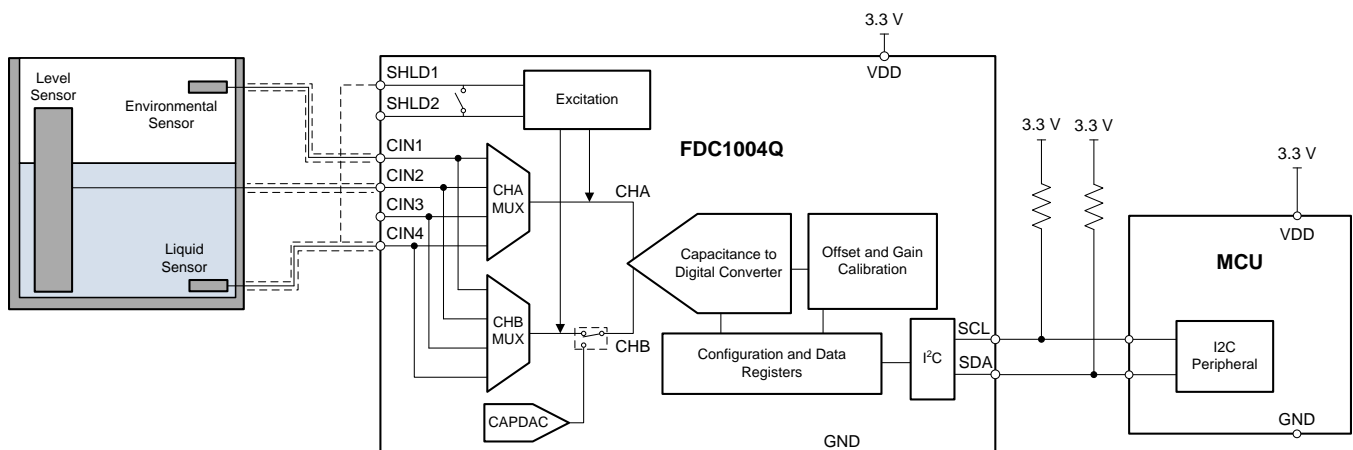 3.3 V
VDD
Level
Sensor
Environmental
Sensor
Liquid
Sensor
SHLD1
SHLD2
CIN1
CIN2
CIN3
CIN4
Excitation
FDC1004Q
CHA
MUX
CHA
CHB
MUX
CHB
CAPDAC
Capacitance to
Digital Converter
Offset and Gain
Calibration
Configuration and Data
Registers
I²C
SCL
SDA
GND
3.3 V
3.3 V
3.3 V
VDD
MCU
I2C
Peripheral
GND